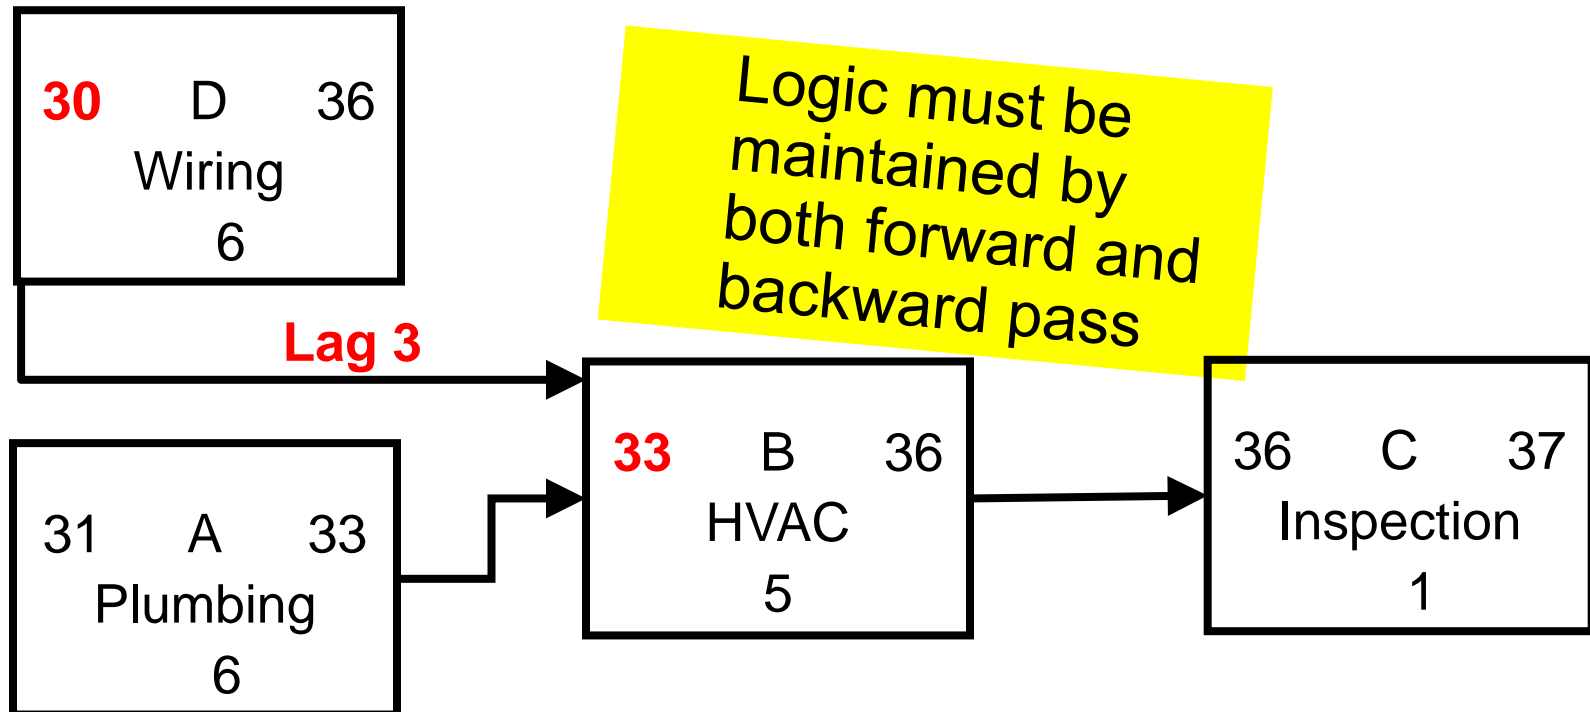 30 D 36
Wiring
6
Logic must be
maintained by
both forward and
backward pass
Lag 3
31 A 33
Plumbing
6
33 B 36
HVAC
5
36 C 37
Inspection
1